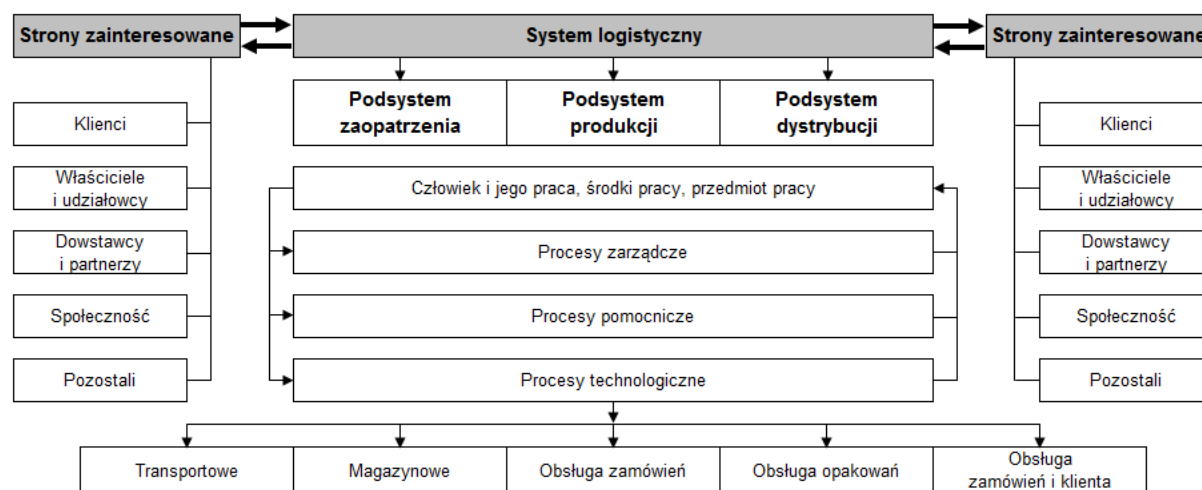 Strony zainteresowane
System logistyczny
Strony zainteresowane
Podsystem
zaopatrzenia
Podsystem
produkcji
Podsystem
dystrybucji
Klienci
Właściciele
i udziałowcy
Dowstawcy
i partnerzy
Społeczność
Pozostali
Człowiek i jego praca, środki pracy, przedmiot pracy
Procesy zarządcze
Procesy pomocnicze
Procesy technologiczne
Klienci
Właściciele
i udziałowcy
Dowstawcy
i partnerzy
Społeczność
Pozostali
Transportowe
Magazynowe
Obsługa zamówień
Obsługa opakowań
Obsługa
zamówień i klienta